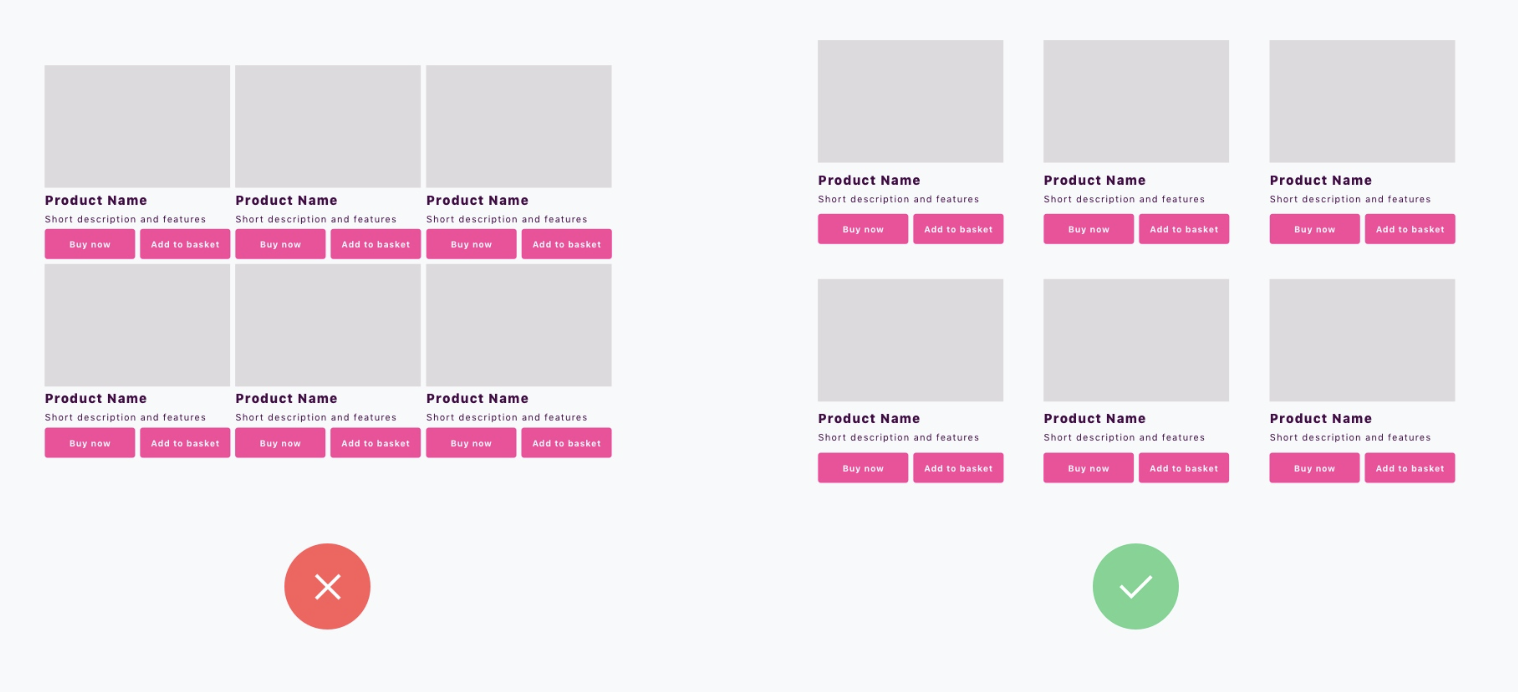 Product Name Product Name Product Name
Short description and features Short description and features Short description and features
Buy now Add to basket Buy now Add to basket Buy now Add to basket
Product Name Product Name Product Name
Short description and features Short description and features Short description and features
Buy now Add to basket Buy now Add to basket Buy now Add to basket
Product Name Product Name Product Name
Short description and features Short description and features Short description and features
Buy now Add to basket Buy now Add to basket Buy now Add to basket
Product Name Product Name Product Name
Short description and features Short description and features Short description and features
Buy now Add to basket Buy now Add to basket Buy now Add to basket